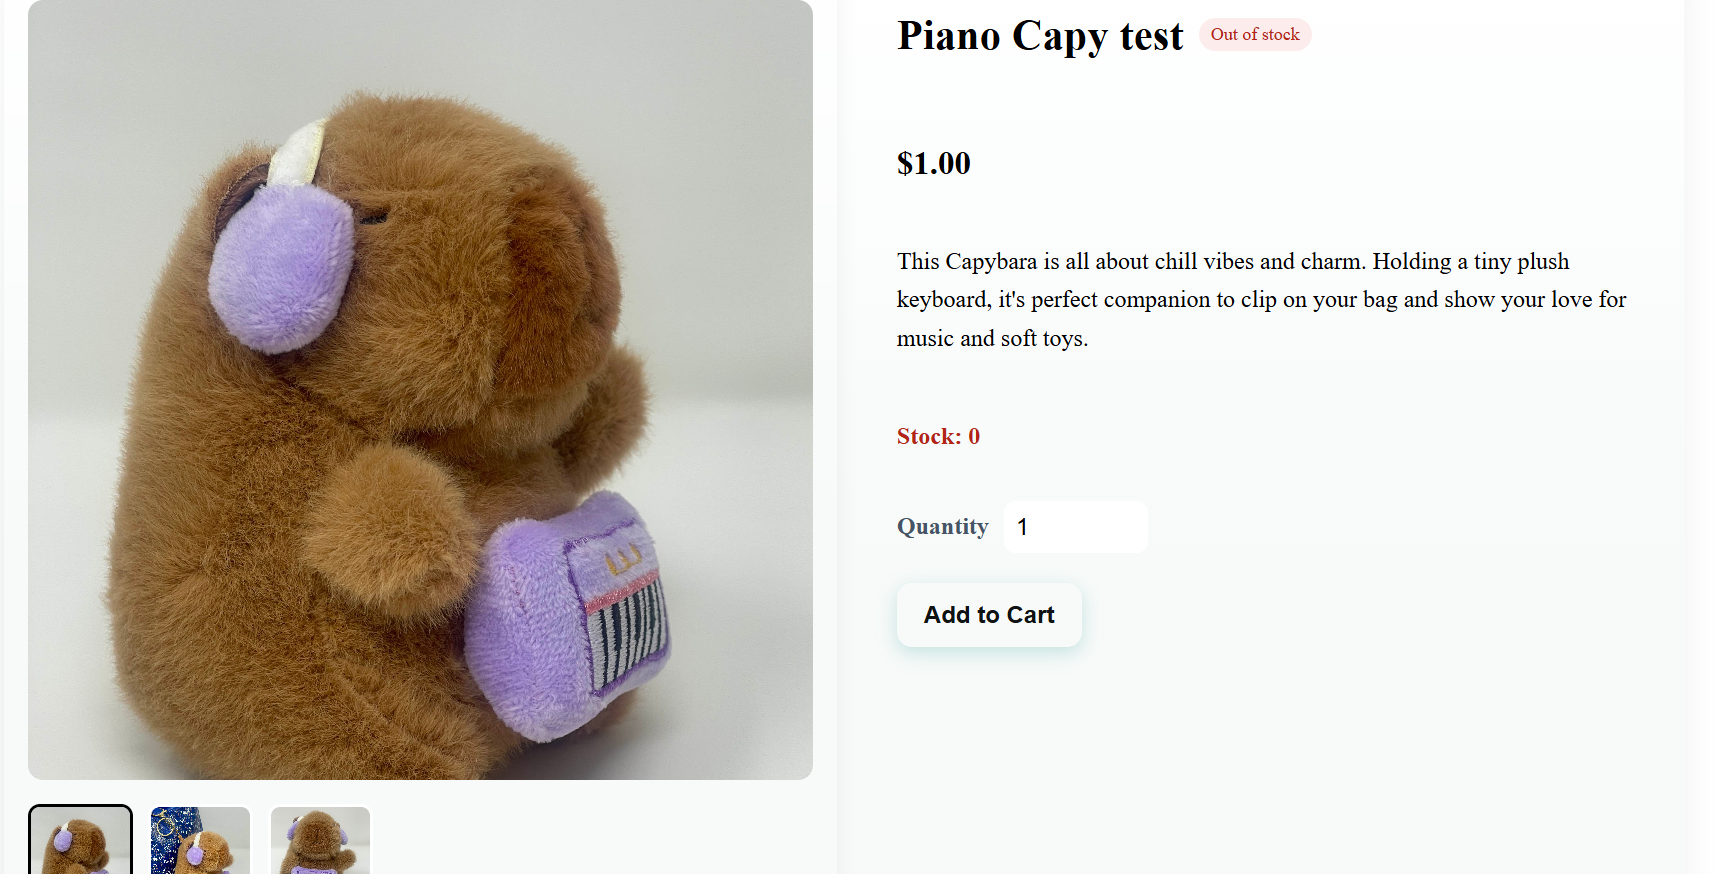 Piano Capy test
Out of stock
$1.00
This Capybara is all about chill vibes and charm. Holding a tiny plush
keyboard, it's perfect companion to clip on your bag and show your love for
music and soft toys.
Stock: 0
Quantity 1
Add to Cart